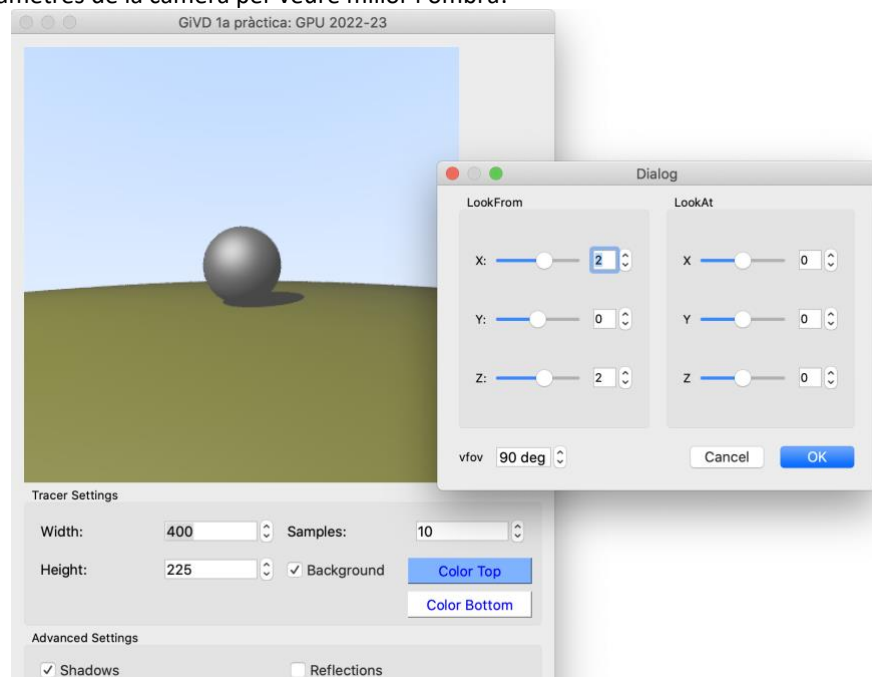 GiVD 1a pràctica: GPU 2022-23
Dialog
LookFrom
LookAt
X: 2
X 0
Y: 0
Y 0
Z: 2
Z 0
vfov 90 deg
Cancel
OK
Tracer Settings
Width: 400 Samples: 10
Height: 225 Background Color Top
Color Bottom
Advanced Settings
Shadows Reflections